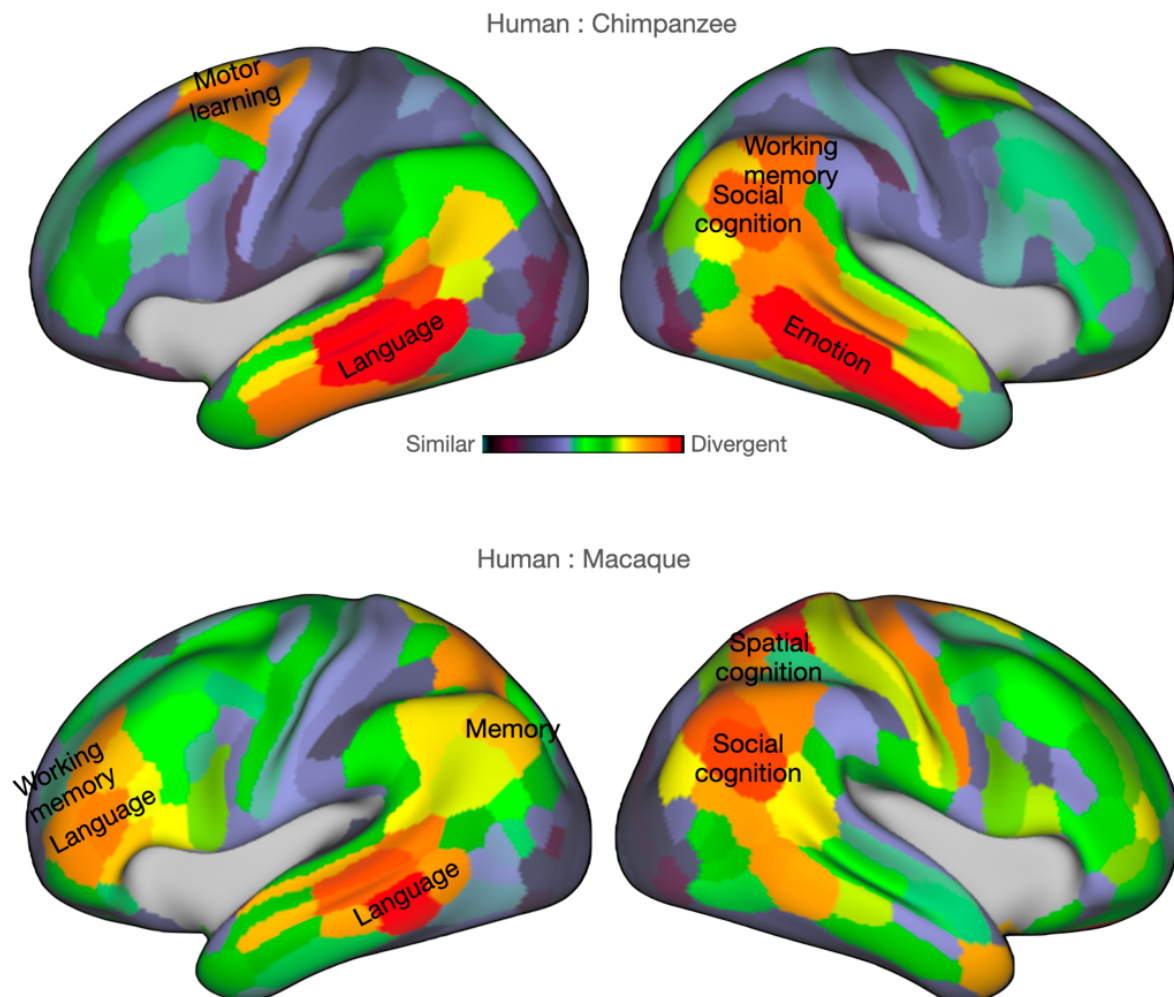 Human : Chimpanzee
Motor
learning
Working
memory
Social
cognition
Language
Emotion
Similar
Divergent
Human : Macaque
Spatial
cognition
Memory
Social
cognition
Working
memory
Language
Language